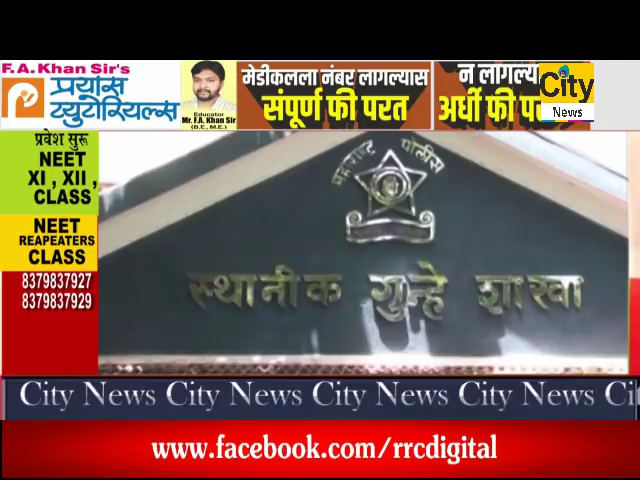 F.A. Khan Sir's
प्रयास
ट्युटोरियल्स
Educator
Mr. F.A. Khan Sir
(B.E., M.E.)
मेडीकलला नंबर लागल्यास
संपूर्ण फी परत
न लागल्या
अर्धी फी प
City
News
प्रवेश सुरू
NEET
XI , XII ,
CLASS
NEET
REAPEATERS
CLASS
8379837927
8379837929
महाराष्ट्र पोलीस
स्थानीक गुन्हे शाखा
City News City News City News City News Ci
www.facebook.com/rrcdigital